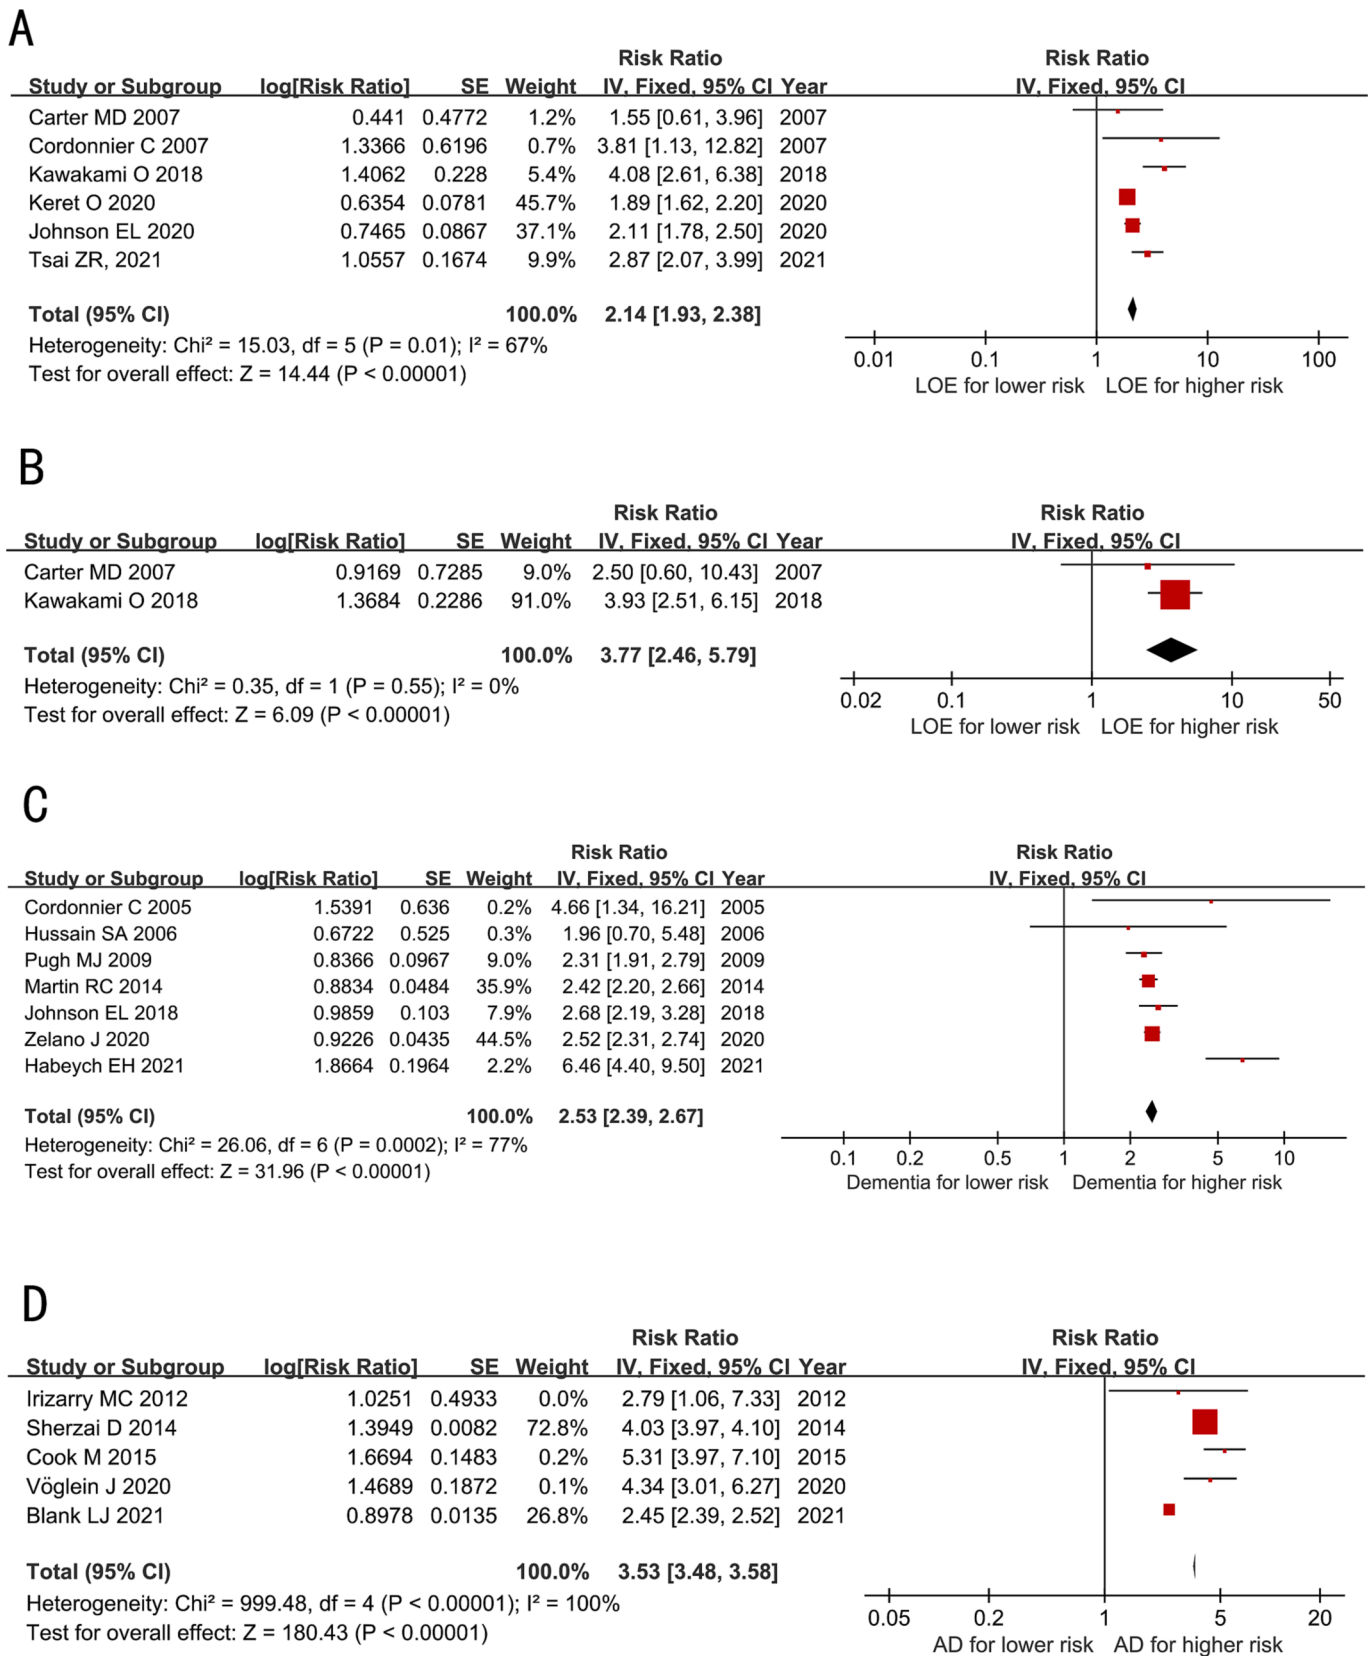 A
Risk Ratio Risk Ratio
Study or Subgroup log[Risk Ratio] SE Weight IV, Fixed, 95% CI Year IV, Fixed, 95% CI
Carter MD 2007 0.441 0.4772 1.2% 1.55 [0.61, 3.96] 2007
Cordonnier C 2007 1.3366 0.6196 0.7% 3.81 [1.13, 12.82] 2007
Kawakami O 2018 1.4062 0.228 5.4% 4.08 [2.61, 6.38] 2018
Keret O 2020 0.6354 0.0781 45.7% 1.89 [1.62, 2.20] 2020
Johnson EL 2020 0.7465 0.0867 37.1% 2.11 [1.78, 2.50] 2020
Tsai ZR, 2021 1.0557 0.1674 9.9% 2.87 [2.07, 3.99] 2021
Total (95% CI) 100.0% 2.14 [1.93, 2.38]
Heterogeneity: Chi² = 15.03, df = 5 (P = 0.01); I² = 67%
Test for overall effect: Z = 14.44 (P < 0.00001)
0.01 0.1 1 10 100
LOE for lower risk LOE for higher risk
B
Risk Ratio Risk Ratio
Study or Subgroup log[Risk Ratio] SE Weight IV, Fixed, 95% CI Year IV, Fixed, 95% CI
Carter MD 2007 0.9169 0.7285 9.0% 2.50 [0.60, 10.43] 2007
Kawakami O 2018 1.3684 0.2286 91.0% 3.93 [2.51, 6.15] 2018
Total (95% CI) 100.0% 3.77 [2.46, 5.79]
Heterogeneity: Chi² = 0.35, df = 1 (P = 0.55); I² = 0%
Test for overall effect: Z = 6.09 (P < 0.00001)
0.02 0.1 1 10 50
LOE for lower risk LOE for higher risk
C
Risk Ratio Risk Ratio
Study or Subgroup log[Risk Ratio] SE Weight IV, Fixed, 95% CI Year IV, Fixed, 95% CI
Cordonnier C 2005 1.5391 0.636 0.2% 4.66 [1.34, 16.21] 2005
Hussain SA 2006 0.6722 0.525 0.3% 1.96 [0.70, 5.48] 2006
Pugh MJ 2009 0.8366 0.0967 9.0% 2.31 [1.91, 2.79] 2009
Martin RC 2014 0.8834 0.0484 35.9% 2.42 [2.20, 2.66] 2014
Johnson EL 2018 0.9859 0.103 7.9% 2.68 [2.19, 3.28] 2018
Zelano J 2020 0.9226 0.0435 44.5% 2.52 [2.31, 2.74] 2020
Habeych EH 2021 1.8664 0.1964 2.2% 6.46 [4.40, 9.50] 2021
Total (95% CI) 100.0% 2.53 [2.39, 2.67]
Heterogeneity: Chi² = 26.06, df = 6 (P = 0.0002); I² = 77%
Test for overall effect: Z = 31.96 (P < 0.00001)
0.1 0.2 0.5 1 2 5 10
Dementia for lower risk Dementia for higher risk
D
Risk Ratio Risk Ratio
Study or Subgroup log[Risk Ratio] SE Weight IV, Fixed, 95% CI Year IV, Fixed, 95% CI
Irizarry MC 2012 1.0251 0.4933 0.0% 2.79 [1.06, 7.33] 2012
Sherzai D 2014 1.3949 0.0082 72.8% 4.03 [3.97, 4.10] 2014
Cook M 2015 1.6694 0.1483 0.2% 5.31 [3.97, 7.10] 2015
Vöglein J 2020 1.4689 0.1872 0.1% 4.34 [3.01, 6.27] 2020
Blank LJ 2021 0.8978 0.0135 26.8% 2.45 [2.39, 2.52] 2021
Total (95% CI) 100.0% 3.53 [3.48, 3.58]
Heterogeneity: Chi² = 999.48, df = 4 (P < 0.00001); I² = 100%
Test for overall effect: Z = 180.43 (P < 0.00001)
0.05 0.2 1 5 20
AD for lower risk AD for higher risk